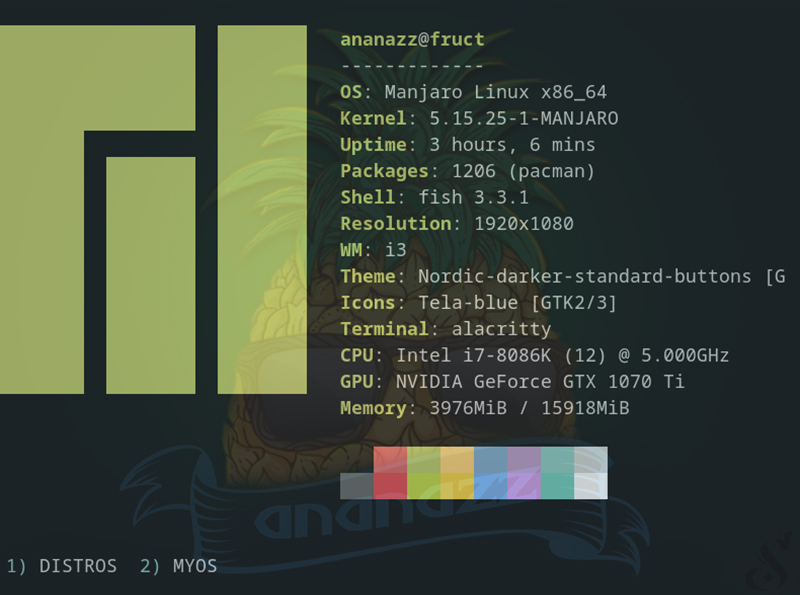 ananazz@fruct
-------------
OS: Manjaro Linux x86_64
Kernel: 5.15.25-1-MANJARO
Uptime: 3 hours, 6 mins
Packages: 1206 (pacman)
Shell: fish 3.3.1
Resolution: 1920x1080
WM: i3
Theme: Nordic-darker-standard-buttons [G
Icons: Tela-blue [GTK2/3]
Terminal: alacritty
CPU: Intel i7-8086K (12) @ 5.000GHz
GPU: NVIDIA GeForce GTX 1070 Ti
Memory: 3976MiB / 15918MiB
ananazz
1) DISTROS 2) MYOS